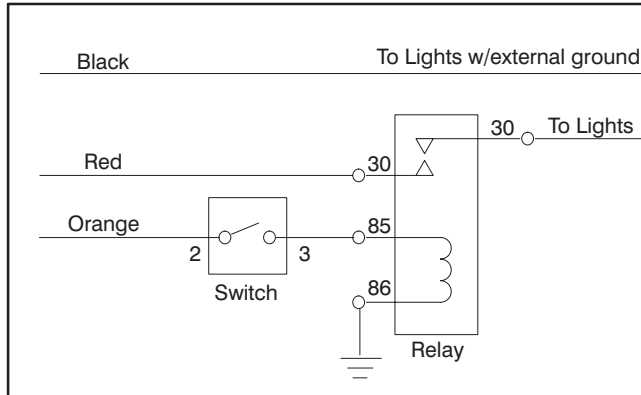 Black
To Lights w/external ground
30
To Lights
Red
30
Orange
2
3
85
Switch
86
Relay